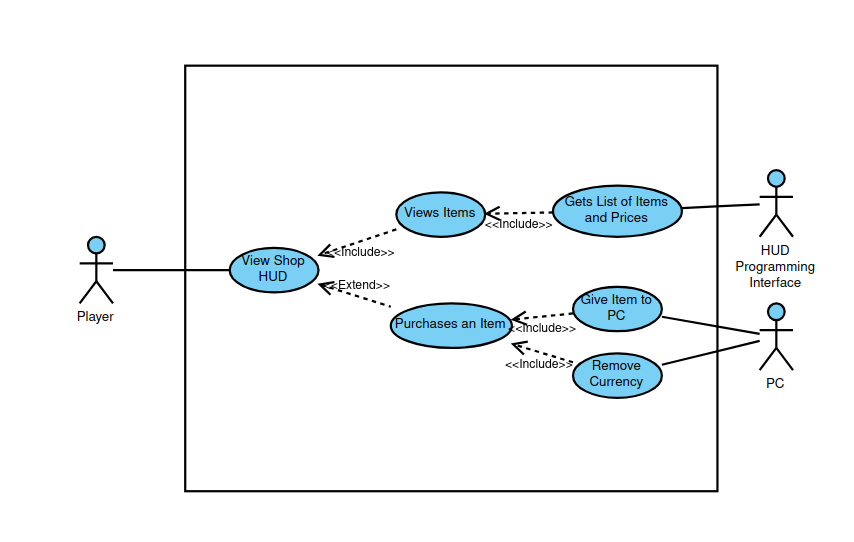 Gets List of Items
and Prices
Views Items
<<Include>>
HUD
Programming
Interface
<<Include>>
View Shop
HUD
<<Extend>>
Player
Give Item to
PC
Purchases an Item
<<Include>>
<<Include>>
Remove
Currency
PC